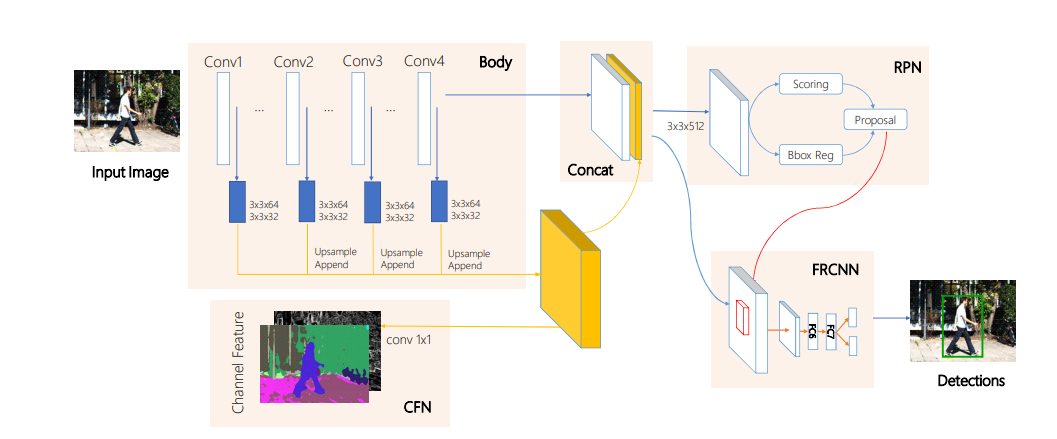 Input Image
Body
Conv1
Conv2
Conv3
Conv4
...
...
...
3x3x64
3x3x32
3x3x64
3x3x32
3x3x64
3x3x32
3x3x64
3x3x32
Upsample
Append
Upsample
Append
Upsample
Append
Concat
3x3x512
RPN
Scoring
Proposal
Bbox Reg
FRCNN
FC6
FC7
Detections
conv 1x1
Channel Feature
CFN